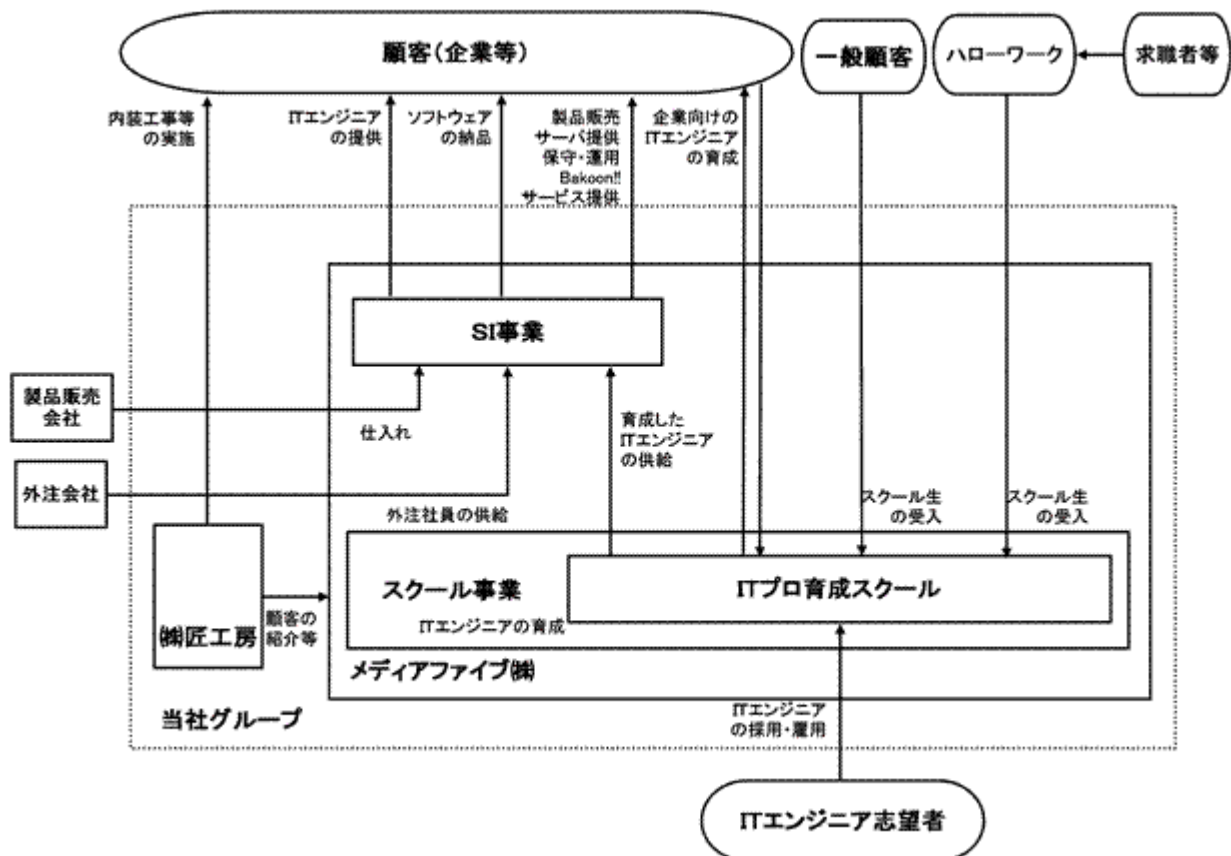 顧客(企業等)
一般顧客
ハローワーク
求職者等
内装工事等
の実施
ITエンジニア
の提供
ソフトウェア
の納品
製品販売
サーバ提供
保守・運用
Bakoon!!
サービス提供
企業向けの
ITエンジニア
の育成
SI事業
製品販売
会社
仕入れ
育成した
ITエンジニア
の供給
外注会社
外注社員の供給
スクール生
の受入
スクール生
の受入
スクール事業
ITプロ育成スクール
ITエンジニアの育成
㈱匠工房
顧客の
紹介等
メディアファイブ㈱
当社グループ
ITエンジニア
の採用・雇用
ITエンジニア志望者